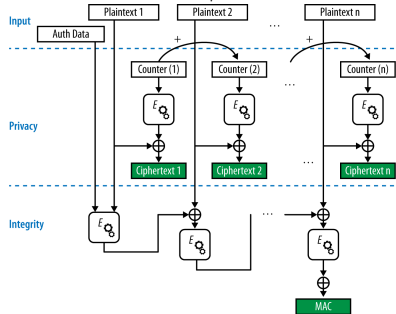 Input
Plaintext 1
Plaintext 2
...
Plaintext n
Auth Data
+
+
Counter (1)
Counter (2)
...
Counter (n)
E
E
E
Privacy
...
Ciphertext 1
Ciphertext 2
Ciphertext n
Integrity
...
E
E
E
MAC